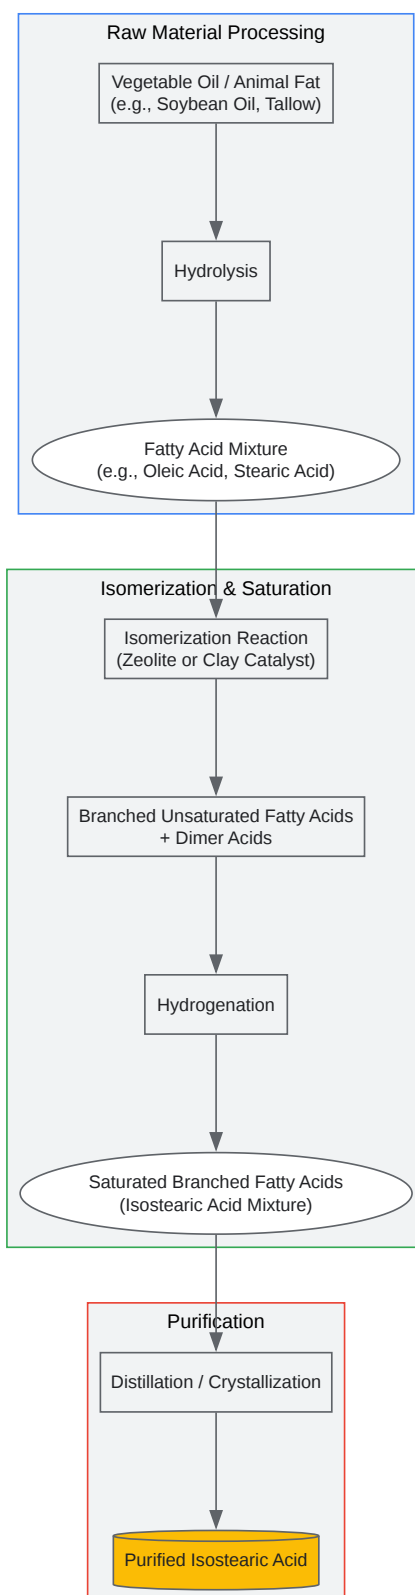 Raw Material Processing
Vegetable Oil / Animal Fat
(e.g., Soybean Oil, Tallow)
Hydrolysis
Fatty Acid Mixture
(e.g., Oleic Acid, Stearic Acid)
Isomerization & Saturation
Isomerization Reaction
(Zeolite or Clay Catalyst)
Branched Unsaturated Fatty Acids
+ Dimer Acids
Hydrogenation
Saturated Branched Fatty Acids
(Isostearic Acid Mixture)
Purification
Distillation / Crystallization
Purified Isostearic Acid